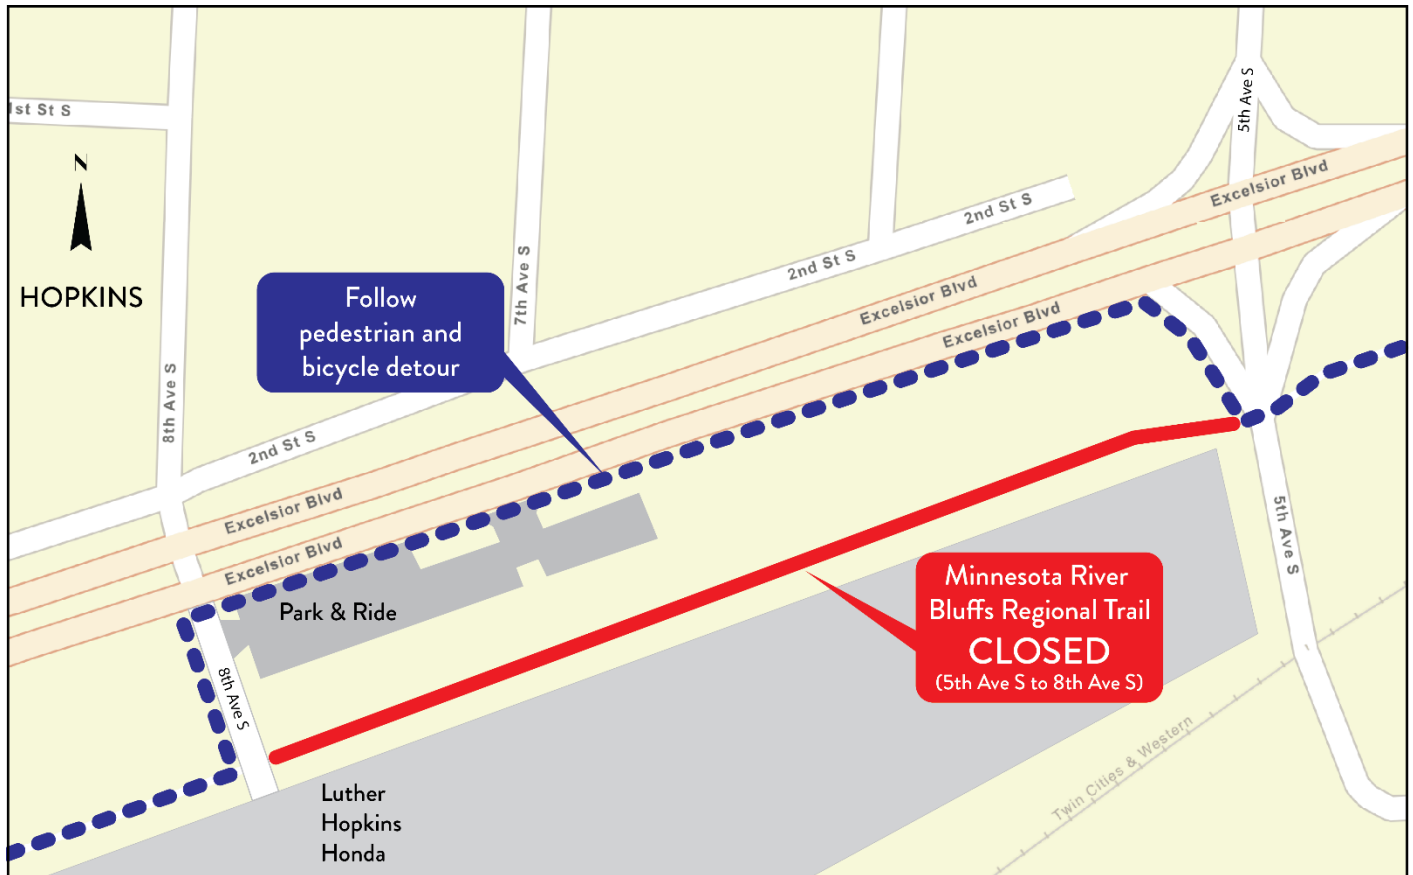 1st St S
N
HOPKINS
5th Ave S
Excelsior Blvd
2nd St S
2nd St S
7th Ave S
Excelsior Blvd
Excelsior Blvd
Follow
pedestrian and
bicycle detour
8th Ave S
2nd St S
Excelsior Blvd
Excelsior Blvd
Park & Ride
8th Ave S
5th Ave S
Minnesota River
Bluffs Regional Trail
CLOSED
(5th Ave S to 8th Ave S)
Twin Cities & Western
Luther
Hopkins
Honda